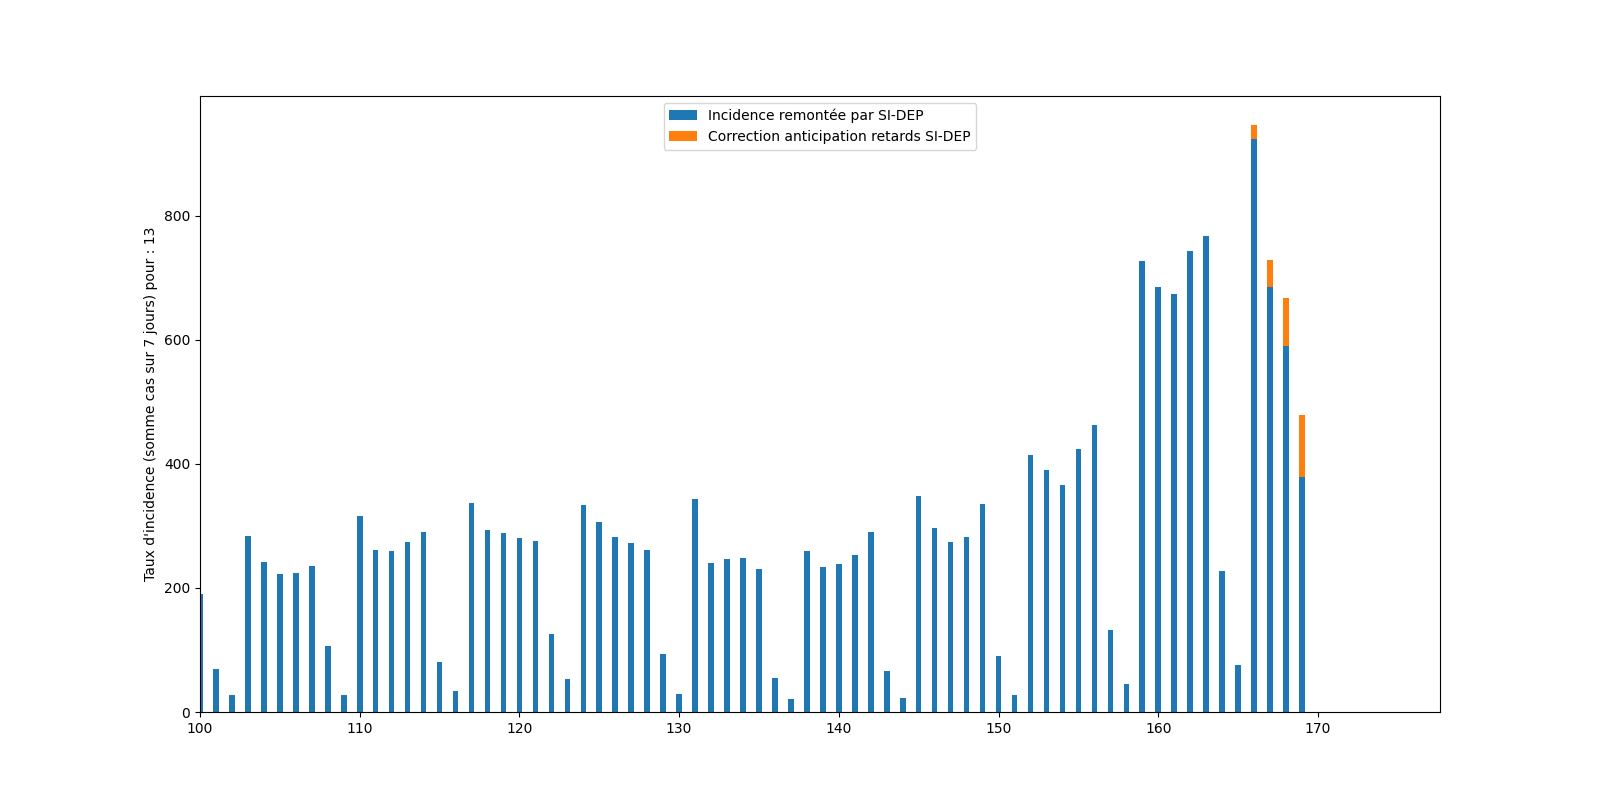 Incidence remontée par SI-DEP
Correction anticipation retards SI-DEP
Taux d'incidence (somme cas sur 7 jours) pour : 13
800
600
400
200
0
100 110 120 130 140 150 160 170